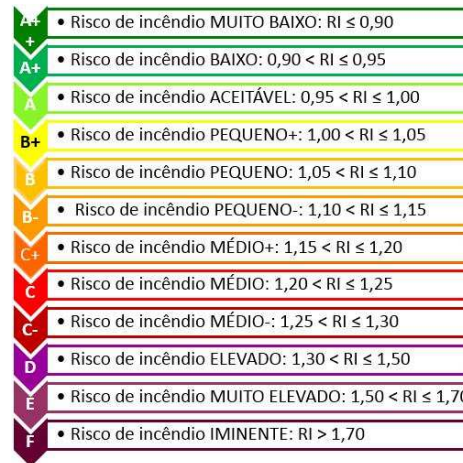 A+
+
• Risco de incêndio MUITO BAIXO: RI ≤ 0,90
A+
• Risco de incêndio BAIXO: 0,90 < RI ≤ 0,95
A
• Risco de incêndio ACEITÁVEL: 0,95 < RI ≤ 1,00
B+
• Risco de incêndio PEQUENO+: 1,00 < RI ≤ 1,05
B
• Risco de incêndio PEQUENO: 1,05 < RI ≤ 1,10
B-
• Risco de incêndio PEQUENO-: 1,10 < RI ≤ 1,15
C+
• Risco de incêndio MÉDIO+: 1,15 < RI ≤ 1,20
C
• Risco de incêndio MÉDIO: 1,20 < RI ≤ 1,25
C-
• Risco de incêndio MÉDIO-: 1,25 < RI ≤ 1,30
D
• Risco de incêndio ELEVADO: 1,30 < RI ≤ 1,50
E
• Risco de incêndio MUITO ELEVADO: 1,50 < RI ≤ 1,70
F
• Risco de incêndio IMINENTE: RI > 1,70